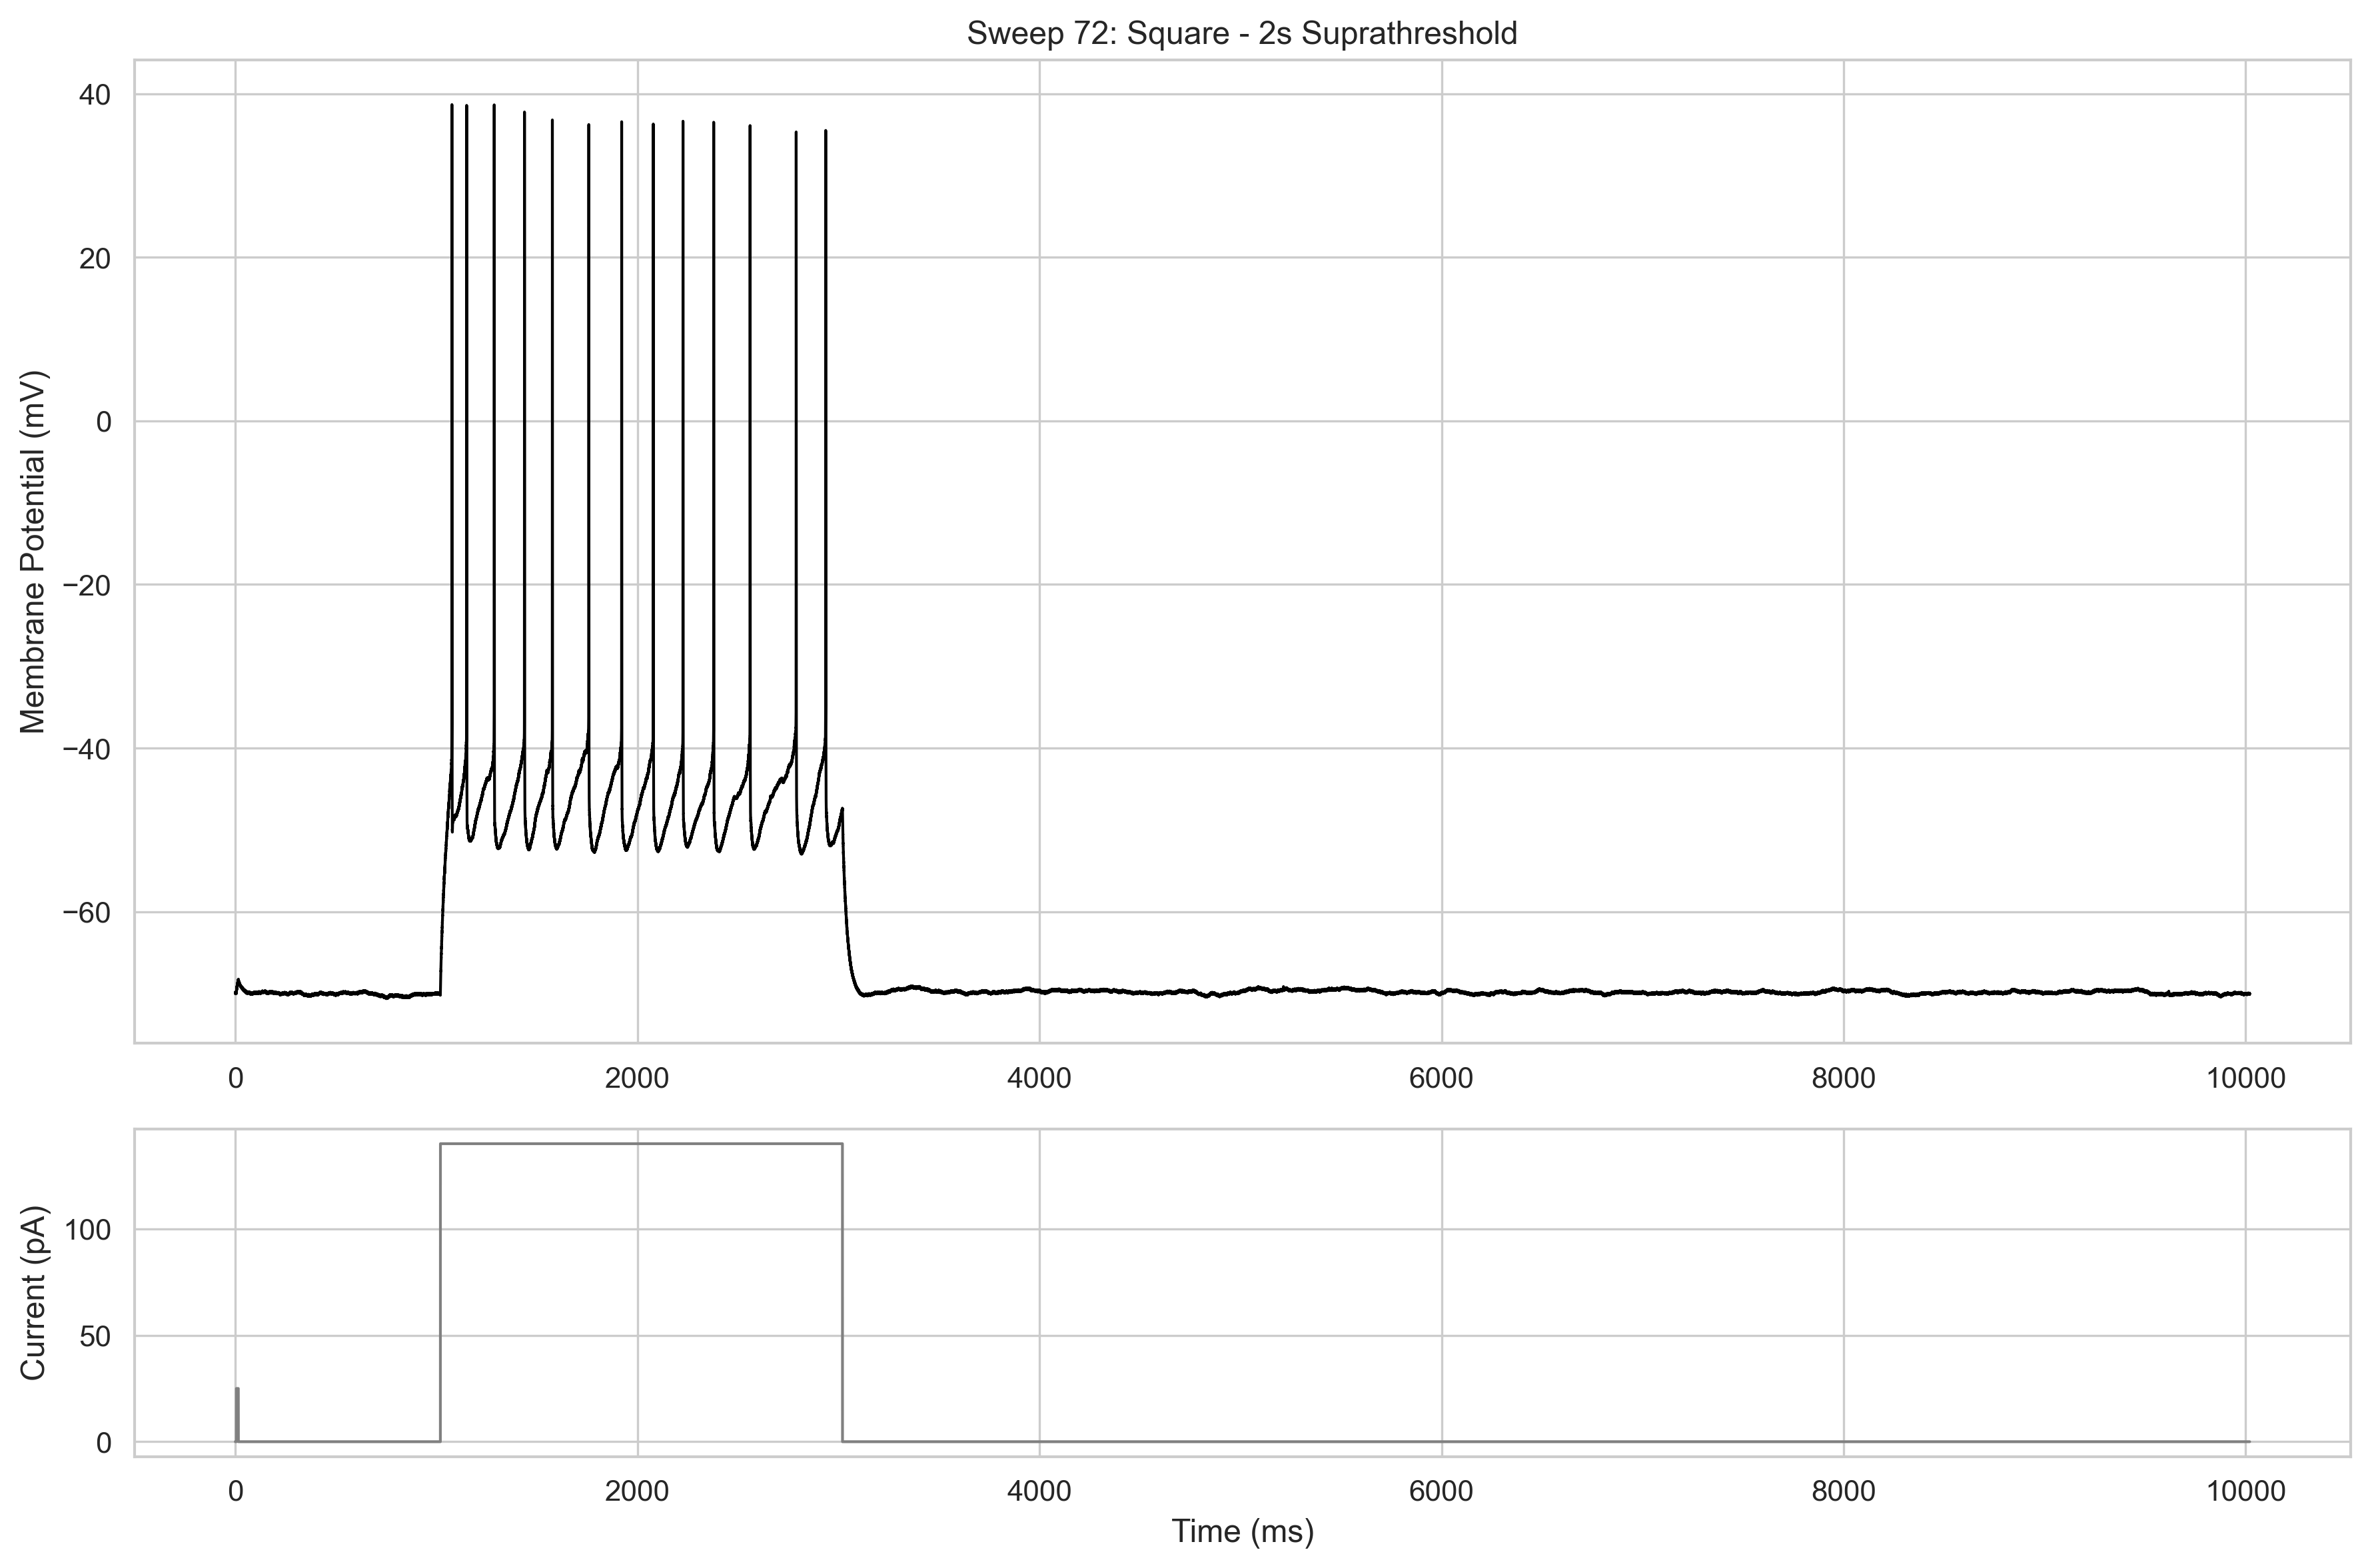 Sweep 72: Square - 2s Suprathreshold
Membrane Potential (mV)
40
20
0
−20
−40
−60
0 2000 4000 6000 8000 10000
Current (pA)
100
50
0
0 2000 4000 6000 8000 10000
Time (ms)